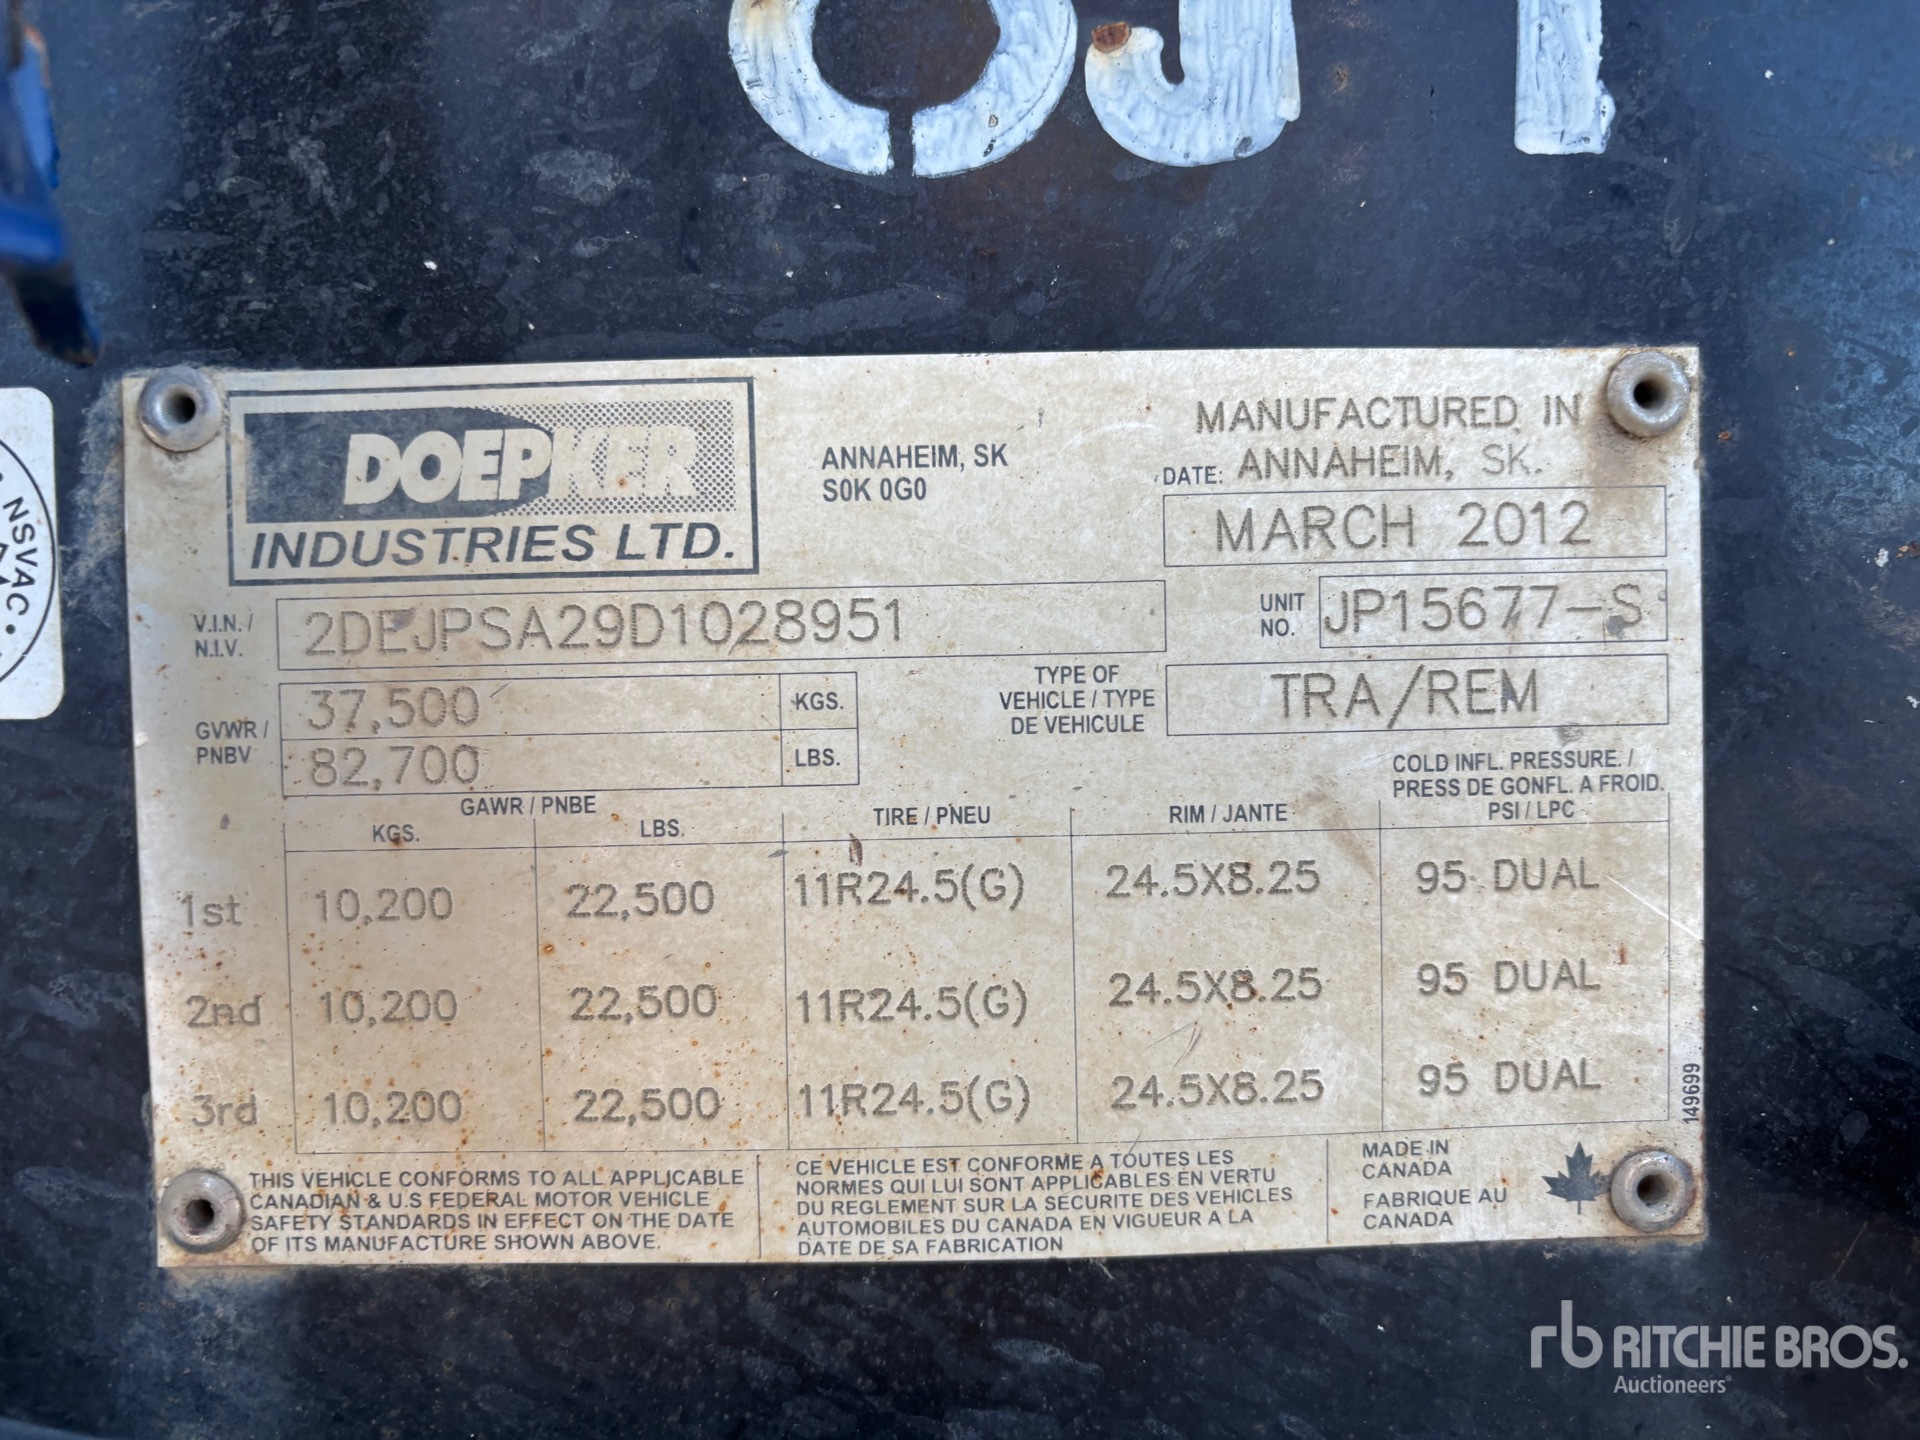 NSVAC
DOEPKER
INDUSTRIES LTD.
ANNAHEIM, SK
S0K 0G0
MANUFACTURED IN
DATE: ANNAHEIM, SK.
MARCH 2012
V.I.N. / N.I.V. 2DEJPSA29D1028951
UNIT NO. JP15677-S
GVWR / PNBV 37,500 KGS.
82,700 LBS.
TYPE OF
VEHICLE / TYPE
DE VEHICULE
TRA/REM
GAWR / PNBE
KGS. LBS. TIRE / PNEU RIM / JANTE
COLD INFL. PRESSURE. /
PRESS DE GONFL. A FROID.
PSI / LPC
1st 10,200 22,500 11R24.5(G) 24.5X8.25 95 DUAL
2nd 10,200 22,500 11R24.5(G) 24.5X8.25 95 DUAL
3rd 10,200 22,500 11R24.5(G) 24.5X8.25 95 DUAL
149699
THIS VEHICLE CONFORMS TO ALL APPLICABLE
CANADIAN & U.S FEDERAL MOTOR VEHICLE
SAFETY STANDARDS IN EFFECT ON THE DATE
OF ITS MANUFACTURE SHOWN ABOVE.
CE VEHICLE EST CONFORME A TOUTES LES
NORMES QUI LUI SONT APPLICABLES EN VERTU
DU REGLEMENT SUR LA SECURITE DES VEHICLES
AUTOMOBILES DU CANADA EN VIGUEUR A LA
DATE DE SA FABRICATION
MADE IN
CANADA
FABRIQUE AU
CANADA
rb RITCHIE BROS.
Auctioneers